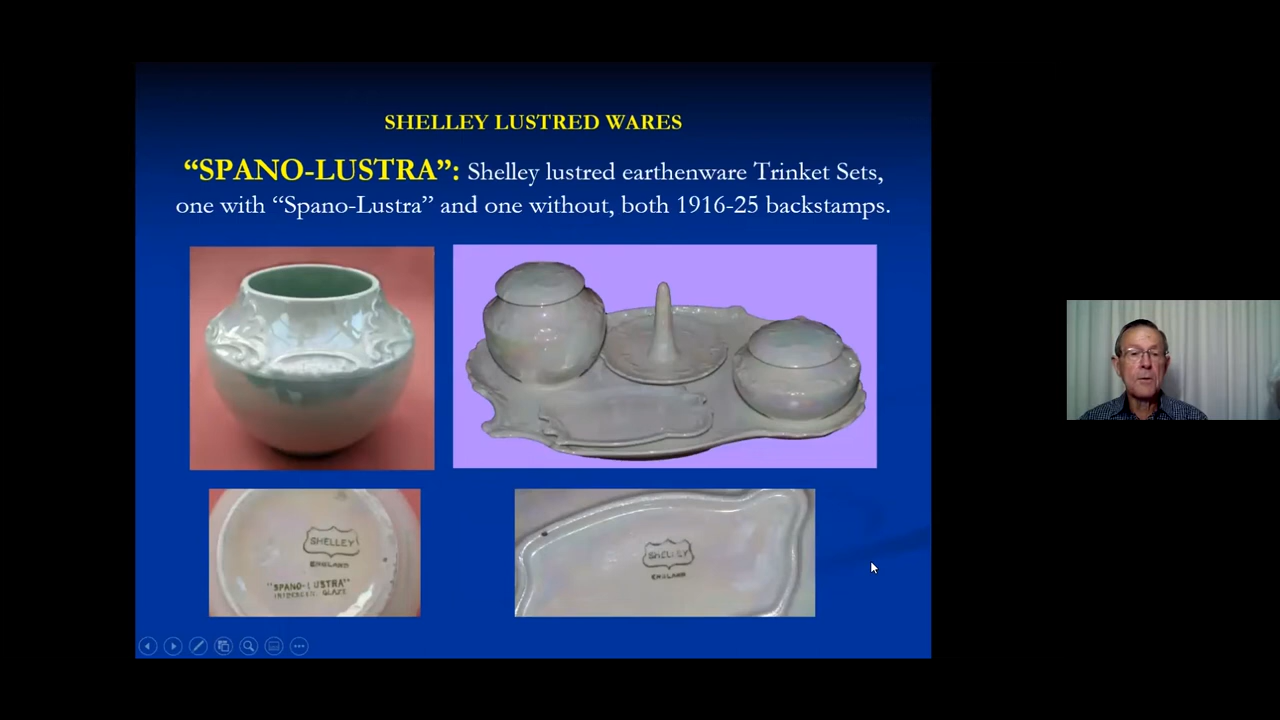 SHELLEY LUSTRED WARES
“SPANO-LUSTRA”: Shelley lustred earthenware Trinket Sets,
one with “Spano-Lustra” and one without, both 1916-25 backstamps.
SHELLEY
ENGLAND
"SPANO-LUSTRA"
GLAZE
SHELLEY
ENGLAND